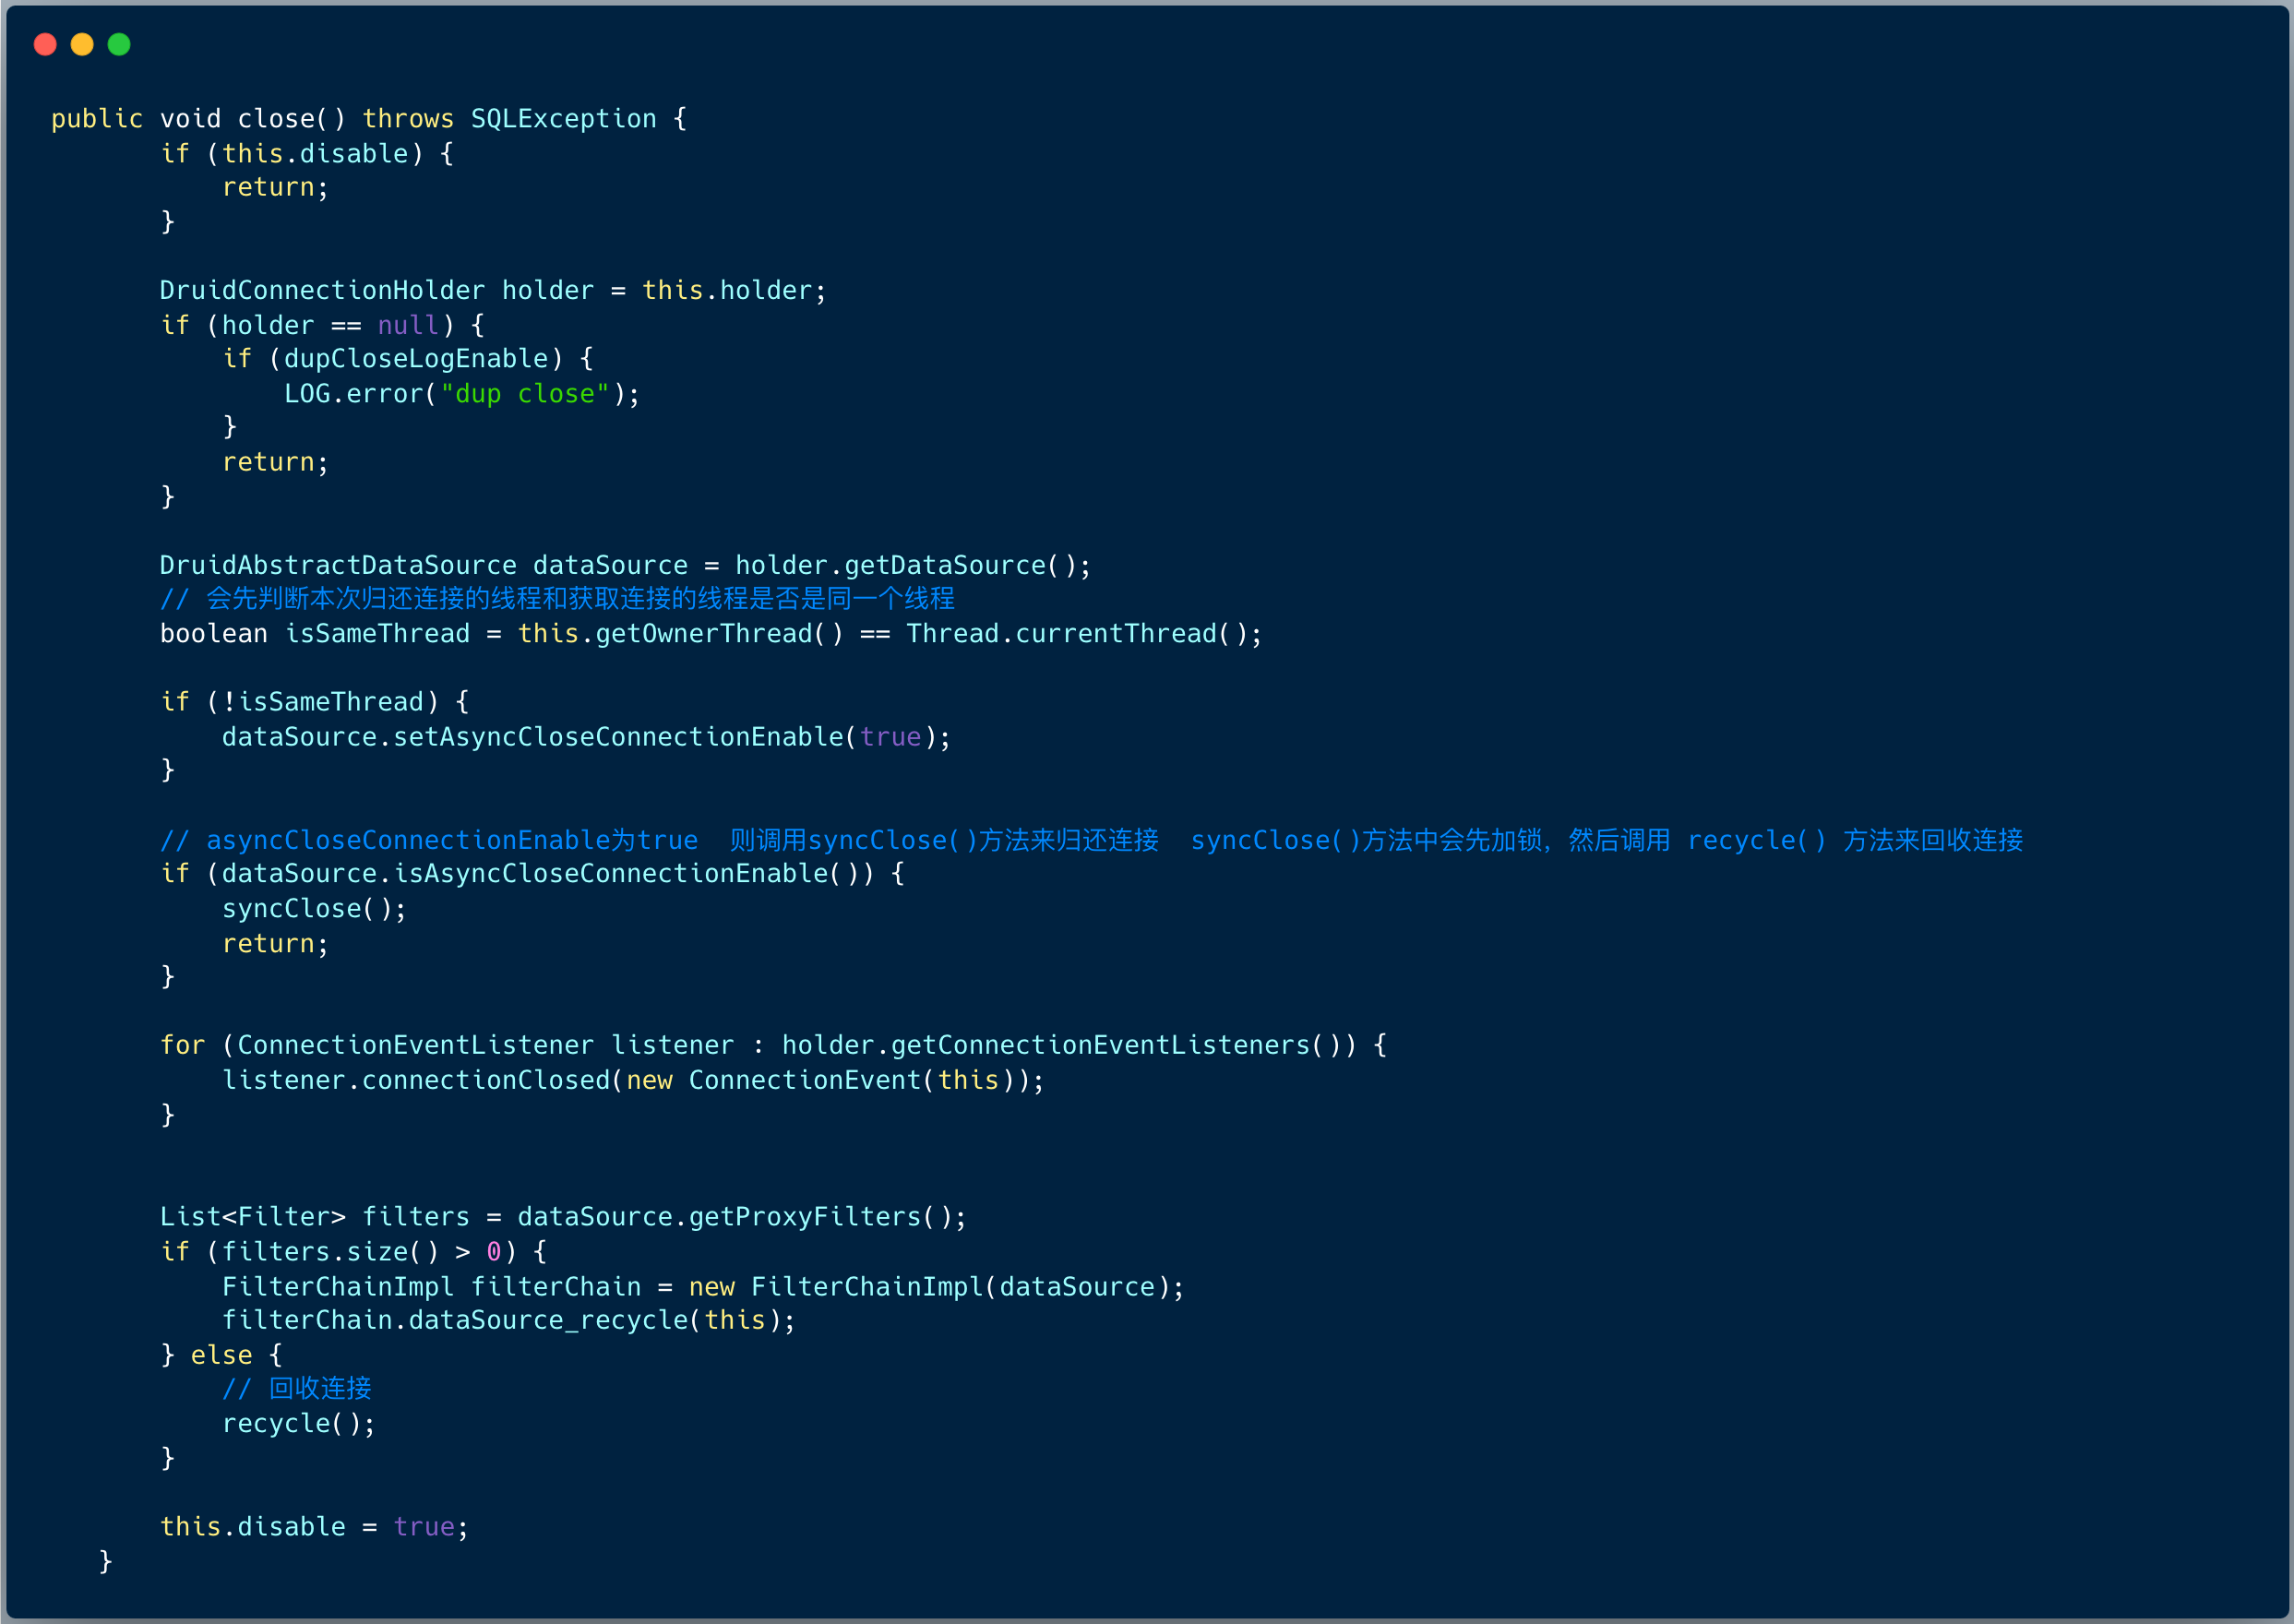 public void close() throws SQLException {
if (this.disable) {
return;
}
DruidConnectionHolder holder = this.holder;
if (holder == null) {
if (dupCloseLogEnable) {
LOG.error("dup close");
}
return;
}
DruidAbstractDataSource dataSource = holder.getDataSource();
// 会先判断本次归还连接的线程和获取连接的线程是否是同一个线程
boolean isSameThread = this.getOwnerThread() == Thread.currentThread();
if (!isSameThread) {
dataSource.setAsyncCloseConnectionEnable(true);
}
// asyncCloseConnectionEnable为true  则调用syncClose()方法来归还连接  syncClose()方法中会先加锁，然后调用 recycle() 方法来回收连接
if (dataSource.isAsyncCloseConnectionEnable()) {
syncClose();
return;
}
for (ConnectionEventListener listener : holder.getConnectionEventListeners()) {
listener.connectionClosed(new ConnectionEvent(this));
}
List<Filter> filters = dataSource.getProxyFilters();
if (filters.size() > 0) {
FilterChainImpl filterChain = new FilterChainImpl(dataSource);
filterChain.dataSource_recycle(this);
} else {
// 回收连接
recycle();
}
this.disable = true;
}